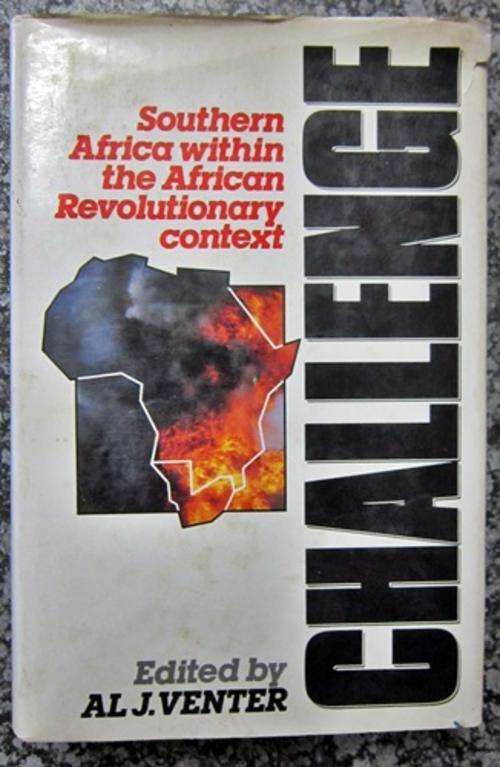 Southern
Africa within
the African
Revolutionary
context
CHALLENGE
Edited by
AL J. VENTER